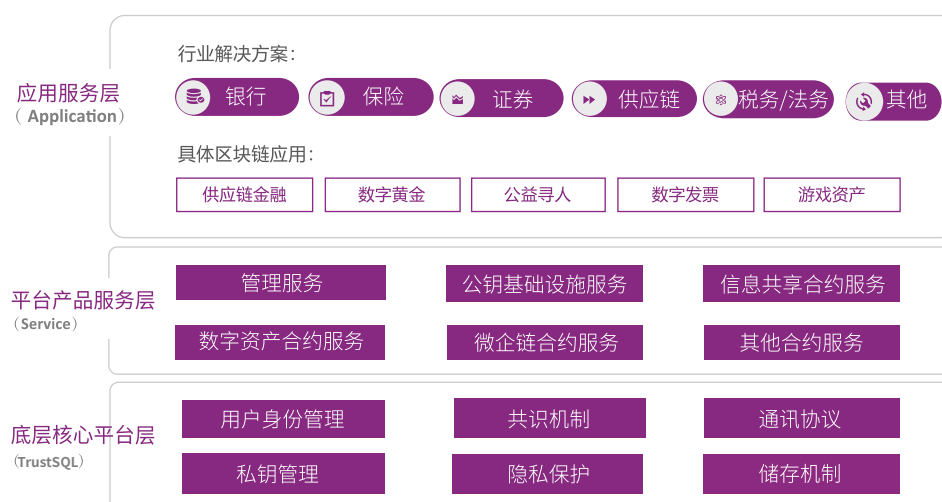 行业解决方案：
应用服务层
（ Application）
银行
保险
证券
供应链
税务/法务
其他
具体区块链应用：
供应链金融
数字黄金
公益寻人
数字发票
游戏资产
平台产品服务层
（Service）
管理服务
公钥基础设施服务
信息共享合约服务
数字资产合约服务
微企链合约服务
其他合约服务
底层核心平台层
（TrustSQL）
用户身份管理
共识机制
通讯协议
私钥管理
隐私保护
储存机制